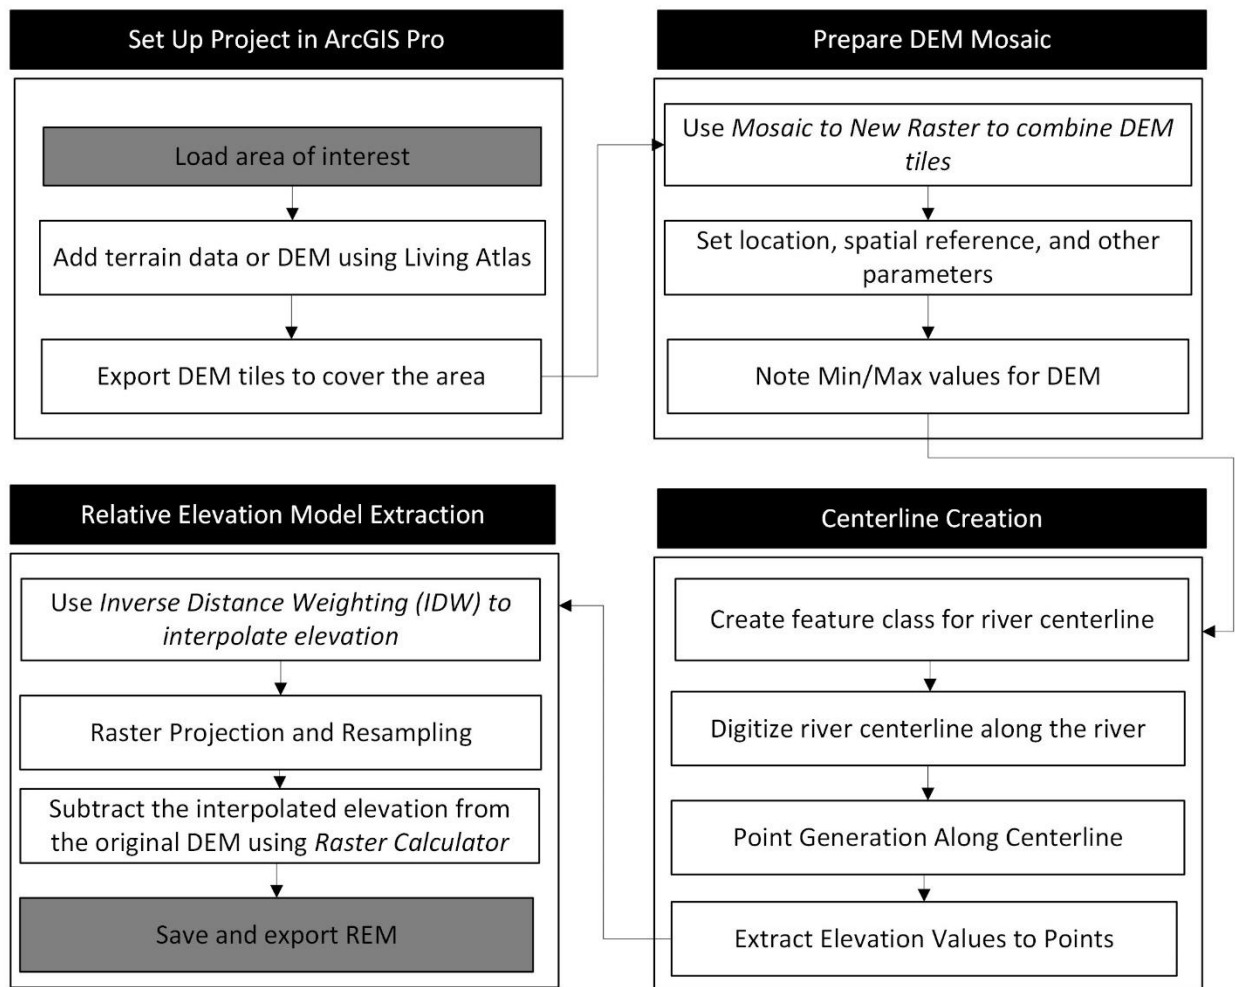 Set Up Project in ArcGIS Pro
Load area of interest
Add terrain data or DEM using Living Atlas
Export DEM tiles to cover the area
Prepare DEM Mosaic
Use Mosaic to New Raster to combine DEM
tiles
Set location, spatial reference, and other
parameters
Note Min/Max values for DEM
Centerline Creation
Create feature class for river centerline
Digitize river centerline along the river
Point Generation Along Centerline
Extract Elevation Values to Points
Relative Elevation Model Extraction
Use Inverse Distance Weighting (IDW) to
interpolate elevation
Raster Projection and Resampling
Subtract the interpolated elevation from
the original DEM using Raster Calculator
Save and export REM